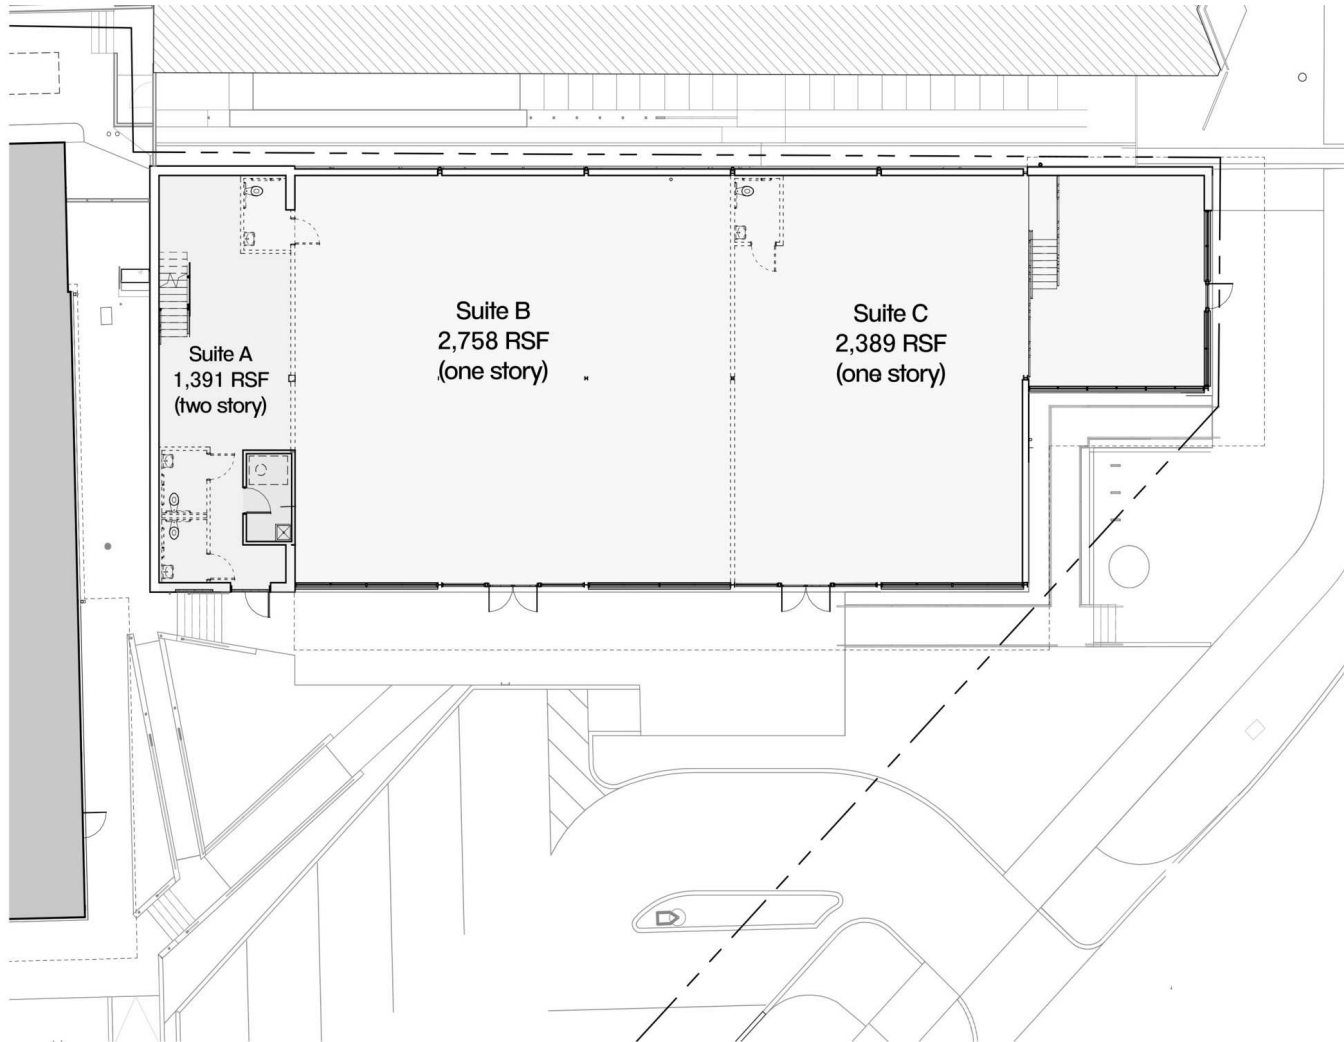 Suite A
1,391 RSF
(two story)
Suite B
2,758 RSF
(one story)
Suite C
2,389 RSF
(one story)